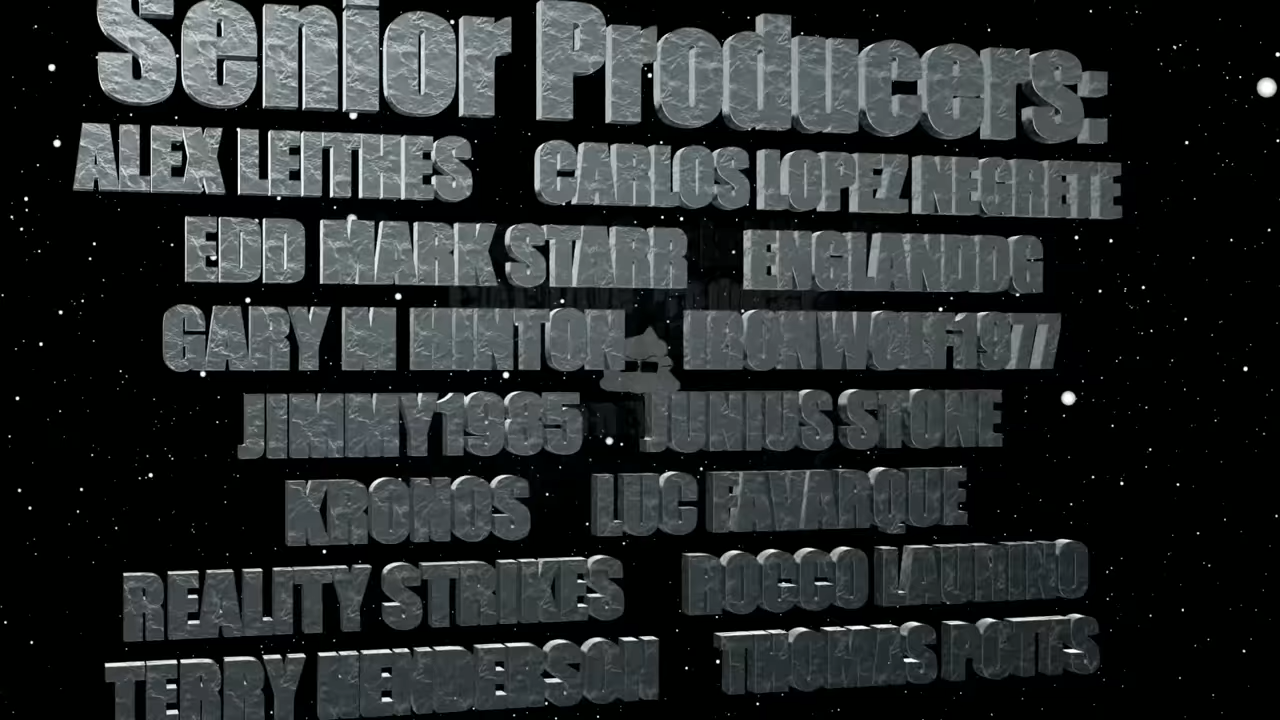 Senior Producers:
ALEX LEITHES CARLOS LOPEZ NEGRETE
EDD MARK STARR ENGLANDDG
GARY M HINTON IRONWOLF1977
JIMMY1985 JUNIUS STONE
KRONOS LUC FAVARQUE
REALITY STRIKES ROCCO LAURINO
TERRY HENDERSON THOMAS POTTS